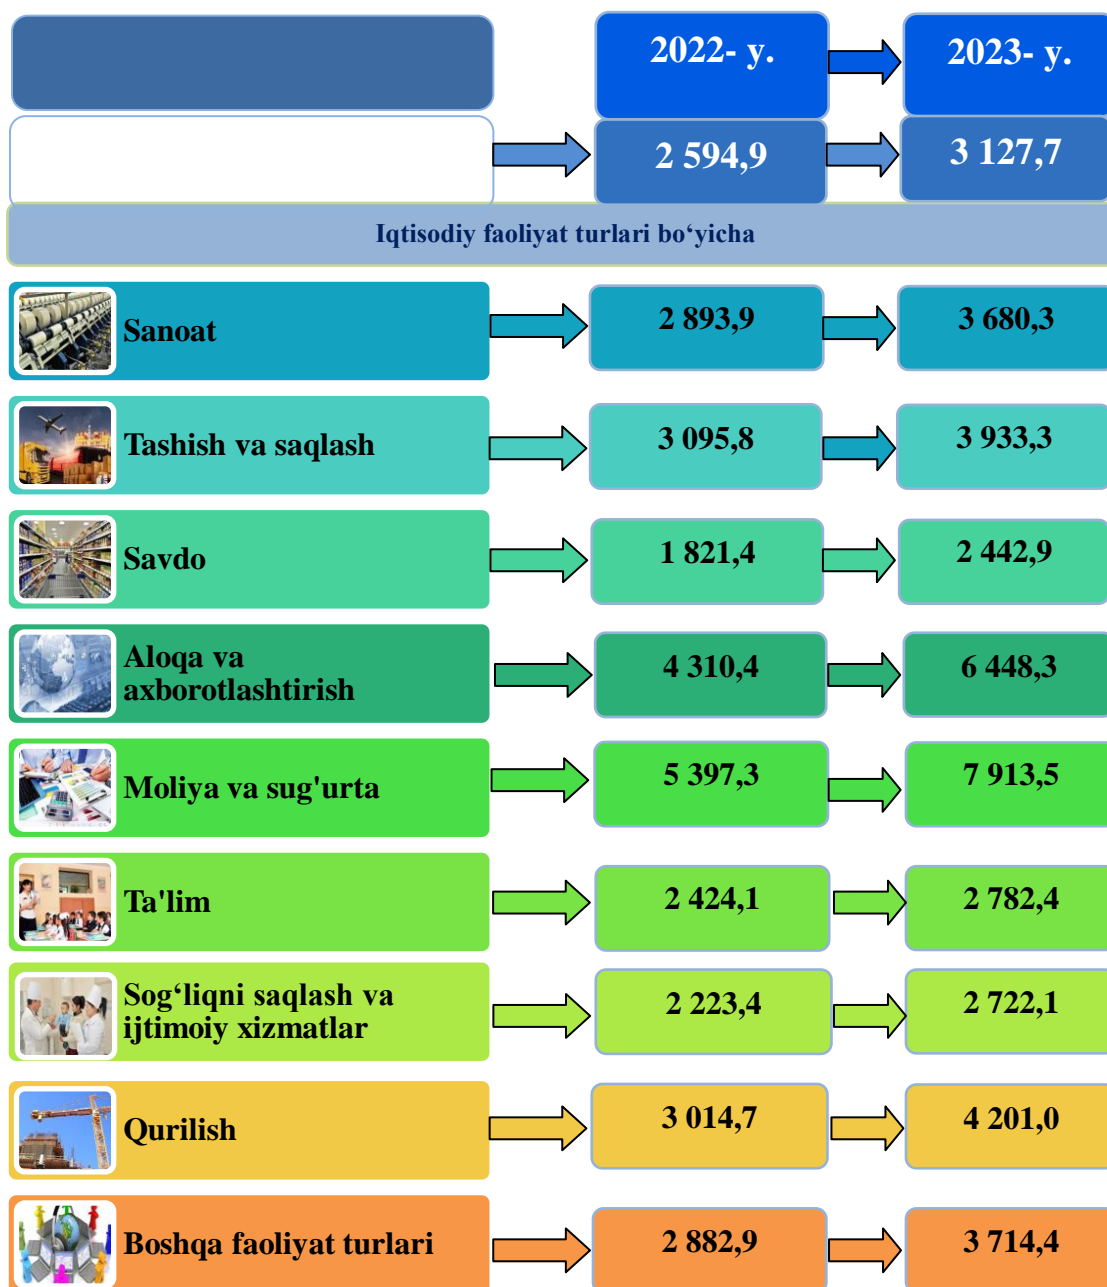 2022- y.
2023- y.
2 594,9
3 127,7
Iqtisodiy faoliyat turlari bo‘yicha
Sanoat
2 893,9
3 680,3
Tashish va saqlash
3 095,8
3 933,3
Savdo
1 821,4
2 442,9
Aloqa va
axborotlashtirish
4 310,4
6 448,3
Moliya va sug'urta
5 397,3
7 913,5
Ta'lim
2 424,1
2 782,4
Sog‘liqni saqlash va
ijtimoiy xizmatlar
2 223,4
2 722,1
Qurilish
3 014,7
4 201,0
Boshqa faoliyat turlari
2 882,9
3 714,4